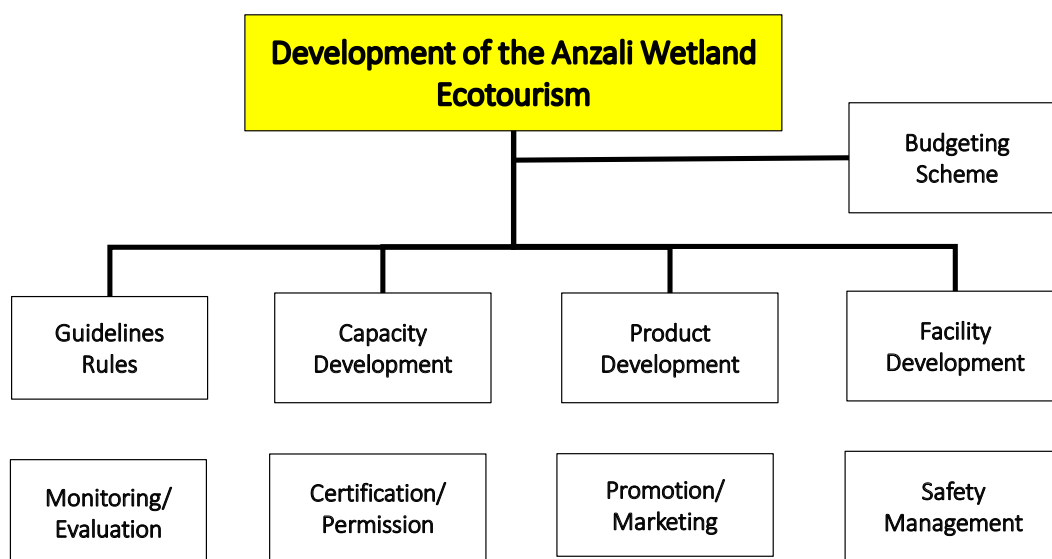 Development of the Anzali Wetland
Ecotourism
Budgeting
Scheme
Guidelines
Rules
Capacity
Development
Product
Development
Facility
Development
Monitoring/
Evaluation
Certification/
Permission
Promotion/
Marketing
Safety
Management